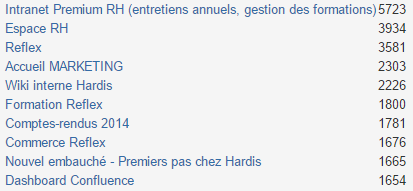 Intranet Premium RH (entretiens annuels, gestion des formations) 5723
Espace RH 3934
Reflex 3581
Accueil MARKETING 2303
Wiki interne Hardis 2226
Formation Reflex 1800
Comptes-rendus 2014 1781
Commerce Reflex 1676
Nouvel embauché - Premiers pas chez Hardis 1665
Dashboard Confluence 1654